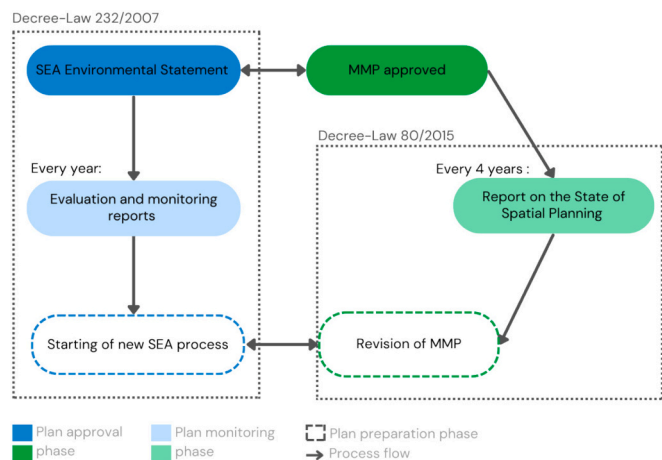 Decree-Law 232/2007
SEA Environmental Statement
MMP approved
Decree-Law 80/2015
Every year:
Every 4 years :
Evaluation and monitoring
reports
Report on the State of
Spatial Planning
Starting of new SEA process
Revision of MMP
Plan approval
phase
Plan monitoring
phase
Plan preparation phase
Process flow